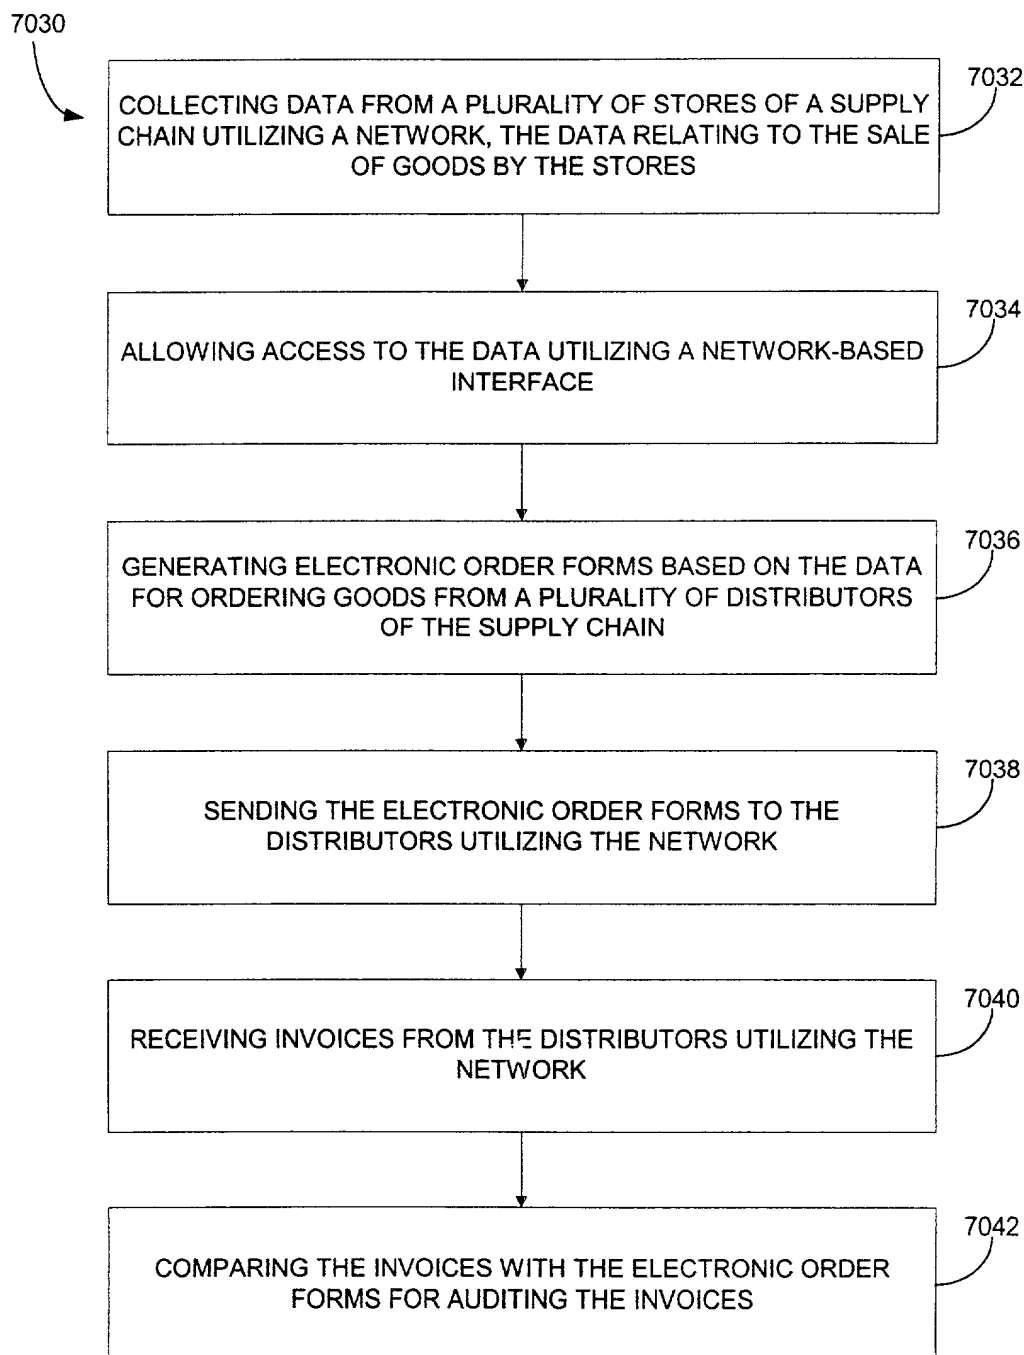 7030
7032
COLLECTING DATA FROM A PLURALITY OF STORES OF A SUPPLY
CHAIN UTILIZING A NETWORK, THE DATA RELATING TO THE SALE
OF GOODS BY THE STORES
7034
ALLOWING ACCESS TO THE DATA UTILIZING A NETWORK-BASED
INTERFACE
7036
GENERATING ELECTRONIC ORDER FORMS BASED ON THE DATA
FOR ORDERING GOODS FROM A PLURALITY OF DISTRIBUTORS
OF THE SUPPLY CHAIN
7038
SENDING THE ELECTRONIC ORDER FORMS TO THE
DISTRIBUTORS UTILIZING THE NETWORK
7040
RECEIVING INVOICES FROM THE DISTRIBUTORS UTILIZING THE
NETWORK
7042
COMPARING THE INVOICES WITH THE ELECTRONIC ORDER
FORMS FOR AUDITING THE INVOICES